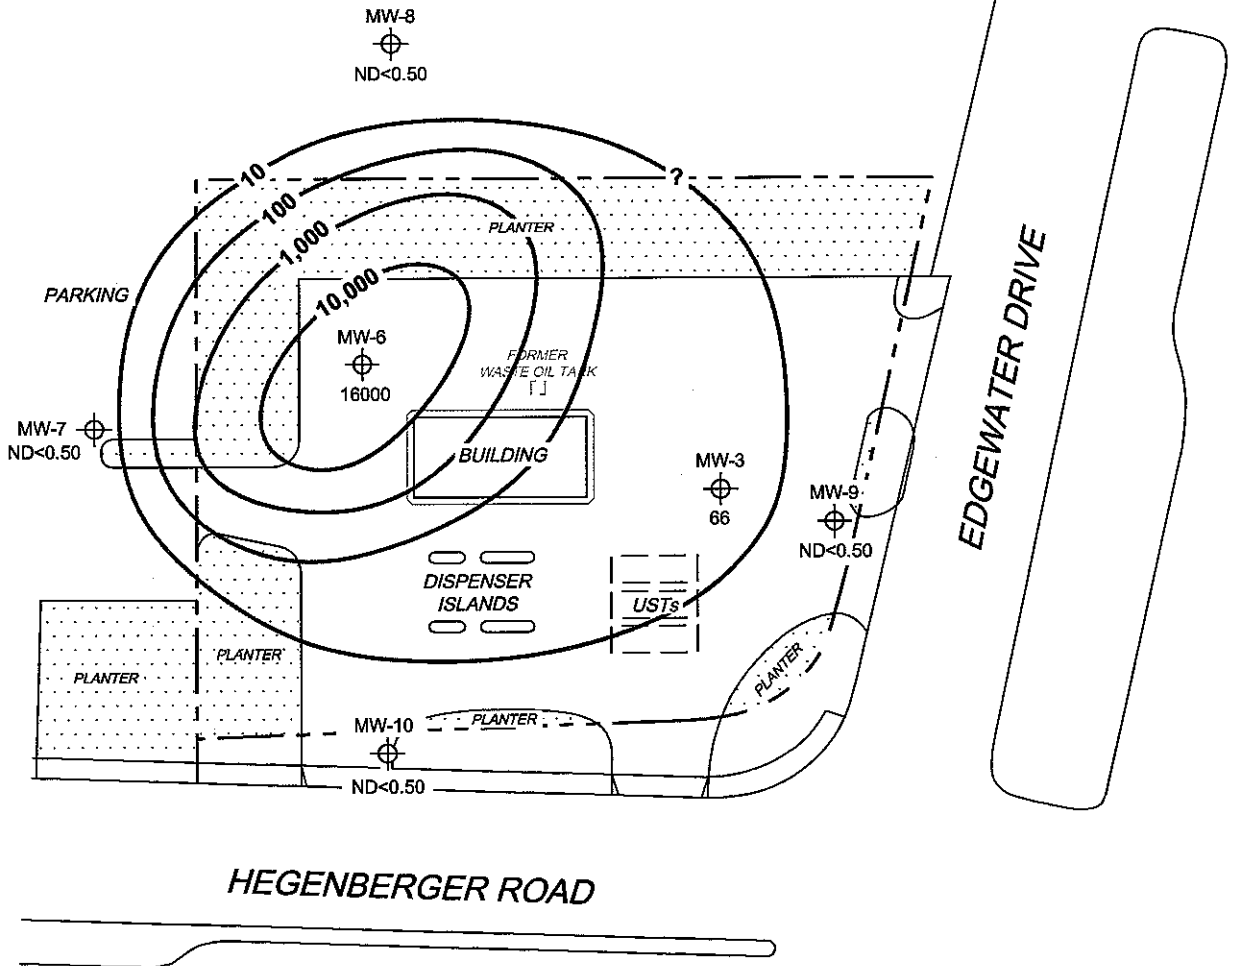 MW-8
ND<0.50
10
?
100
1,000
PLANTER
10,000
PARKING
MW-6
16000
FORMER
WASTE OIL TANK
MW-7
ND<0.50
BUILDING
MW-3
66
MW-9
ND<0.50
EDGEWATER DRIVE
DISPENSER
ISLANDS
USTs
PLANTER
PLANTER
PLANTER
PLANTER
MW-10
ND<0.50
HEGENBERGER ROAD